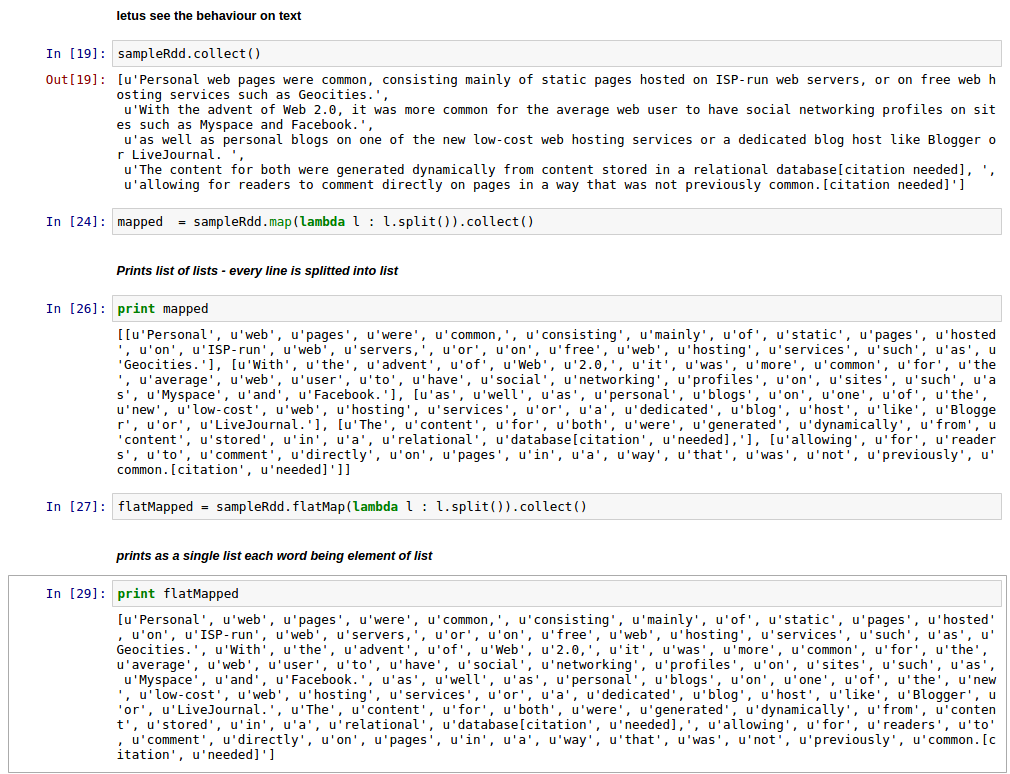 letus see the behaviour on text
In [19]: sampleRdd.collect()
Out[19]: [u'Personal web pages were common, consisting mainly of static pages hosted on ISP-run web servers, or on free web h
osting services such as Geocities.',
u'With the advent of Web 2.0, it was more common for the average web user to have social networking profiles on sit
es such as Myspace and Facebook.',
u'as well as personal blogs on one of the new low-cost web hosting services or a dedicated blog host like Blogger o
r LiveJournal. ',
u'The content for both were generated dynamically from content stored in a relational database[citation needed], ',
u'allowing for readers to comment directly on pages in a way that was not previously common.[citation needed]']
In [24]: mapped  = sampleRdd.map(lambda l : l.split()).collect()
Prints list of lists - every line is splitted into list
In [26]: print mapped
[[u'Personal', u'web', u'pages', u'were', u'common,', u'consisting', u'mainly', u'of', u'static', u'pages', u'hosted
', u'on', u'ISP-run', u'web', u'servers,', u'or', u'on', u'free', u'web', u'hosting', u'services', u'such', u'as', u
'Geocities.'], [u'With', u'the', u'advent', u'of', u'Web', u'2.0,', u'it', u'was', u'more', u'common', u'for', u'the
', u'average', u'web', u'user', u'to', u'have', u'social', u'networking', u'profiles', u'on', u'sites', u'such', u'a
s', u'Myspace', u'and', u'Facebook.'], [u'as', u'well', u'as', u'personal', u'blogs', u'on', u'one', u'of', u'the',
u'new', u'low-cost', u'web', u'hosting', u'services', u'or', u'a', u'dedicated', u'blog', u'host', u'like', u'Blogge
r', u'or', u'LiveJournal.'], [u'The', u'content', u'for', u'both', u'were', u'generated', u'dynamically', u'from', u
'content', u'stored', u'in', u'a', u'relational', u'database[citation', u'needed],'], [u'allowing', u'for', u'reader
s', u'to', u'comment', u'directly', u'on', u'pages', u'in', u'a', u'way', u'that', u'was', u'not', u'previously', u'
common.[citation', u'needed]']]
In [27]: flatMapped = sampleRdd.flatMap(lambda l : l.split()).collect()
prints as a single list each word being element of list
In [29]: print flatMapped
[u'Personal', u'web', u'pages', u'were', u'common,', u'consisting', u'mainly', u'of', u'static', u'pages', u'hosted'
, u'on', u'ISP-run', u'web', u'servers,', u'or', u'on', u'free', u'web', u'hosting', u'services', u'such', u'as', u'
Geocities.', u'With', u'the', u'advent', u'of', u'Web', u'2.0,', u'it', u'was', u'more', u'common', u'for', u'the',
u'average', u'web', u'user', u'to', u'have', u'social', u'networking', u'profiles', u'on', u'sites', u'such', u'as',
u'Myspace', u'and', u'Facebook.', u'as', u'well', u'as', u'personal', u'blogs', u'on', u'one', u'of', u'the', u'new
', u'low-cost', u'web', u'hosting', u'services', u'or', u'a', u'dedicated', u'blog', u'host', u'like', u'Blogger', u
'or', u'LiveJournal.', u'The', u'content', u'for', u'both', u'were', u'generated', u'dynamically', u'from', u'conten
t', u'stored', u'in', u'a', u'relational', u'database[citation', u'needed],', u'allowing', u'for', u'readers', u'to'
, u'comment', u'directly', u'on', u'pages', u'in', u'a', u'way', u'that', u'was', u'not', u'previously', u'common.[c
itation', u'needed]']